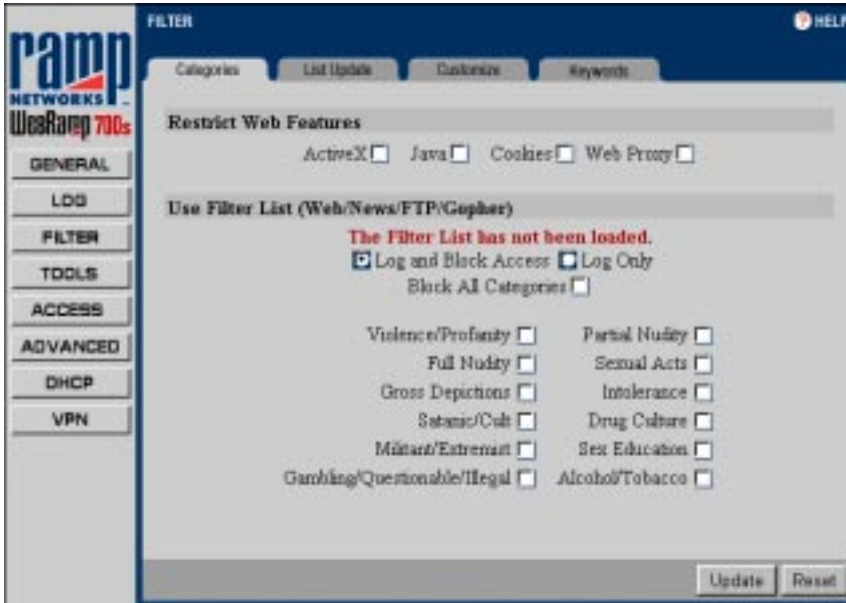 FILTER
HELP
ramp
NETWORKS
WebRamp 700s
Categories List Update Customize Keywords
GENERAL
LOG
FILTER
TOOLS
ACCESS
ADVANCED
DHCP
VPN
Restrict Web Features
ActiveX Java Cookies Web Proxy
Use Filter List (Web/News/FTP/Gopher)
The Filter List has not been loaded.
Log and Block Access Log Only
Block All Categories
Violence/Profanity Partial Nudity
Full Nudity Sexual Acts
Gross Depictions Intolerance
Satanic/Cult Drug Culture
Militant/Extremist Sex Education
Gambling/Questionable/Illegal Alcohol/Tobacco
Update Reset